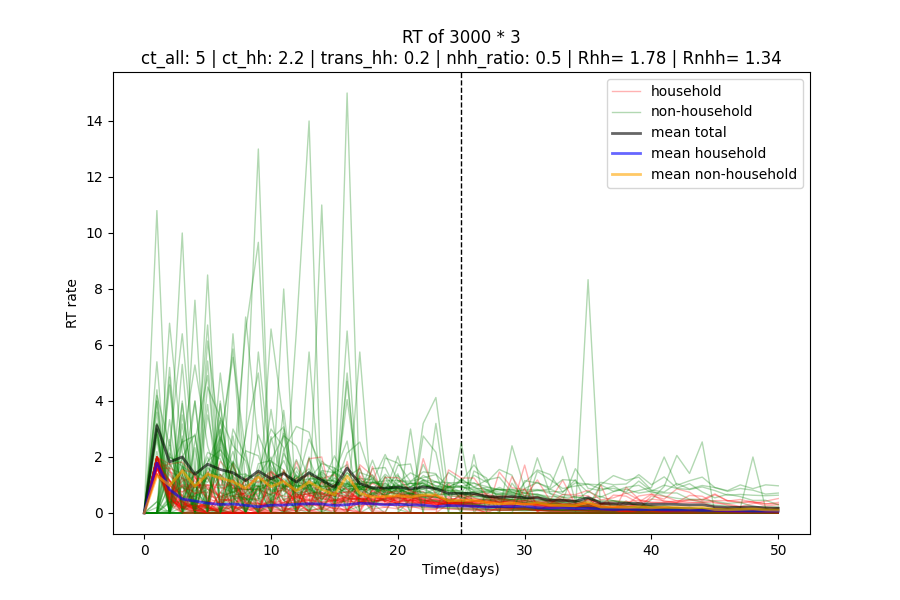 RT of 3000 * 3
ct_all: 5 | ct_hh: 2.2 | trans_hh: 0.2 | nhh_ratio: 0.5 | Rhh= 1.78 | Rnhh= 1.34
household
non-household
mean total
mean household
mean non-household
RT rate
14
12
10
8
6
4
2
0
0 10 20 30 40 50
Time(days)